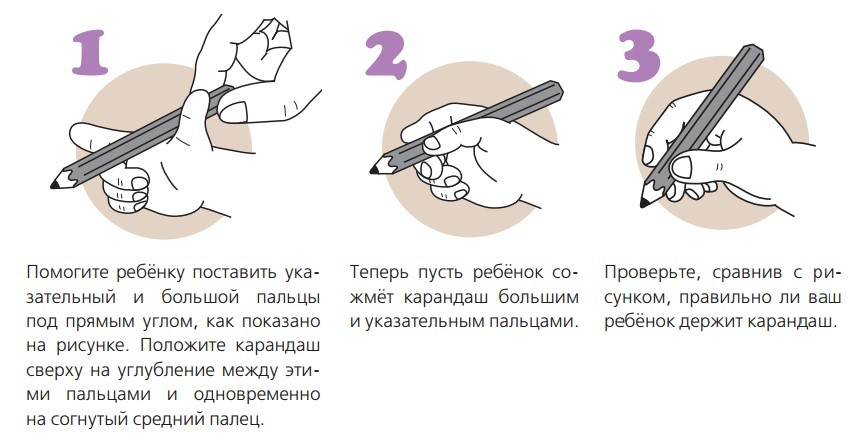 1
Помогите ребёнку поставить ука-
зательный и большой пальцы
под прямым углом, как показано
на рисунке. Положите карандаш
сверху на углубление между эти-
ми пальцами и одновременно
на согнутый средний палец.
2
Теперь пусть ребёнок со-
жмёт карандаш большим
и указательным пальцами.
3
Проверьте, сравнив с ри-
сунком, правильно ли ваш
ребёнок держит карандаш.